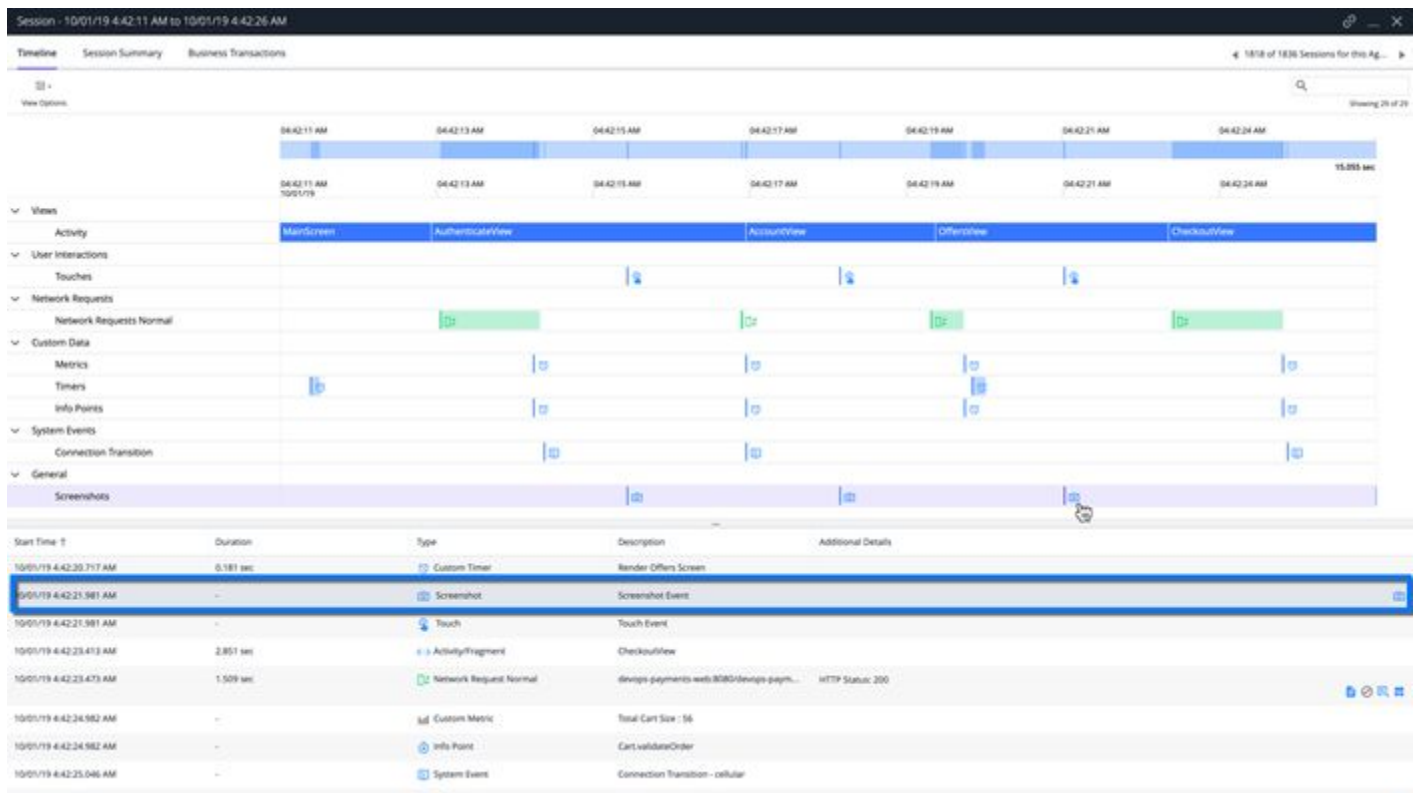 Session - 10/01/19 4:42:11 AM to 10/01/19 4:42:26 AM
Timeline Session Summary Business Transactions 1818 of 1836 Sessions for this Ag...
View Options Showing 29 of 29
04:42:11 AM 04:42:13 AM 04:42:15 AM 04:42:17 AM 04:42:19 AM 04:42:21 AM 04:42:24 AM
15.055 sec
04:42:11 AM 04:42:13 AM 04:42:15 AM 04:42:17 AM 04:42:19 AM 04:42:21 AM 04:42:24 AM
10/01/19
Views
Activity MainScreen AuthenticateView AccountView OffersView CheckoutView
User Interactions
Touches
Network Requests
Network Requests Normal
Custom Data
Metrics
Timers
Info Points
System Events
Connection Transition
General
Screenshots
Start Time ↑ Duration Type Description Additional Details
10/01/19 4:42:20.717 AM 0.181 sec Custom Timer Render Offers Screen
0/01/19 4:42:21.981 AM - Screenshot Screenshot Event
10/01/19 4:42:21.981 AM - Touch Touch Event
10/01/19 4:42:23.413 AM 2.851 sec Activity/Fragment CheckoutView
10/01/19 4:42:23.473 AM 1.509 sec Network Request Normal devops-payments-web:8080/devops-paym... HTTP Status: 200
10/01/19 4:42:24.982 AM - Custom Metric Total Cart Size : 56
10/01/19 4:42:24.982 AM - Info Point Cart.validateOrder
10/01/19 4:42:25.046 AM - System Event Connection Transition - cellular